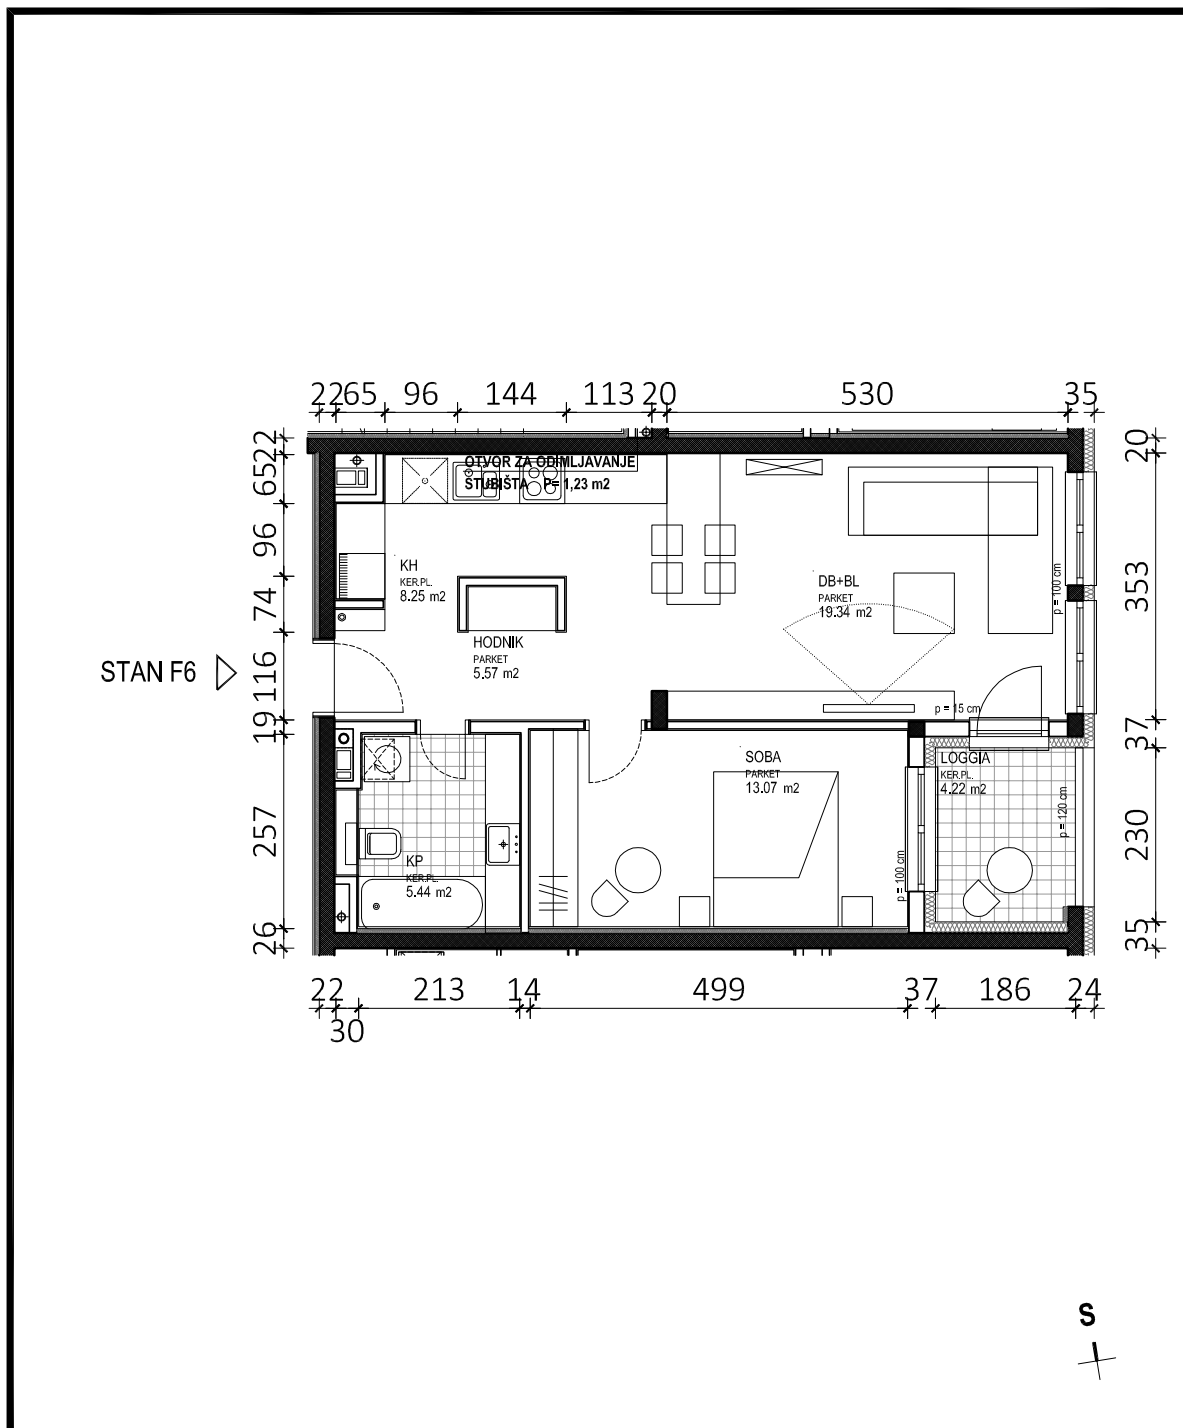 22 65 96 144 113 20 530 35
22
65
96
74
116
19
257
26
20
353
37
230
35
OTVOR ZA ODIMLJAVANJE
STUBIŠTA P= 1,23 m2
KH
KER.PL.
8.25 m2
DB+BL
PARKET
19.34 m2
p = 100 cm
HODNIK
PARKET
5.57 m2
STAN F6
p = 15 cm
SOBA
PARKET
13.07 m2
LOGGIA
KER.PL.
4.22 m2
p = 120 cm
p = 100 cm
KP
KER.PL.
5.44 m2
22 213 14 499 37 186 24
30
S